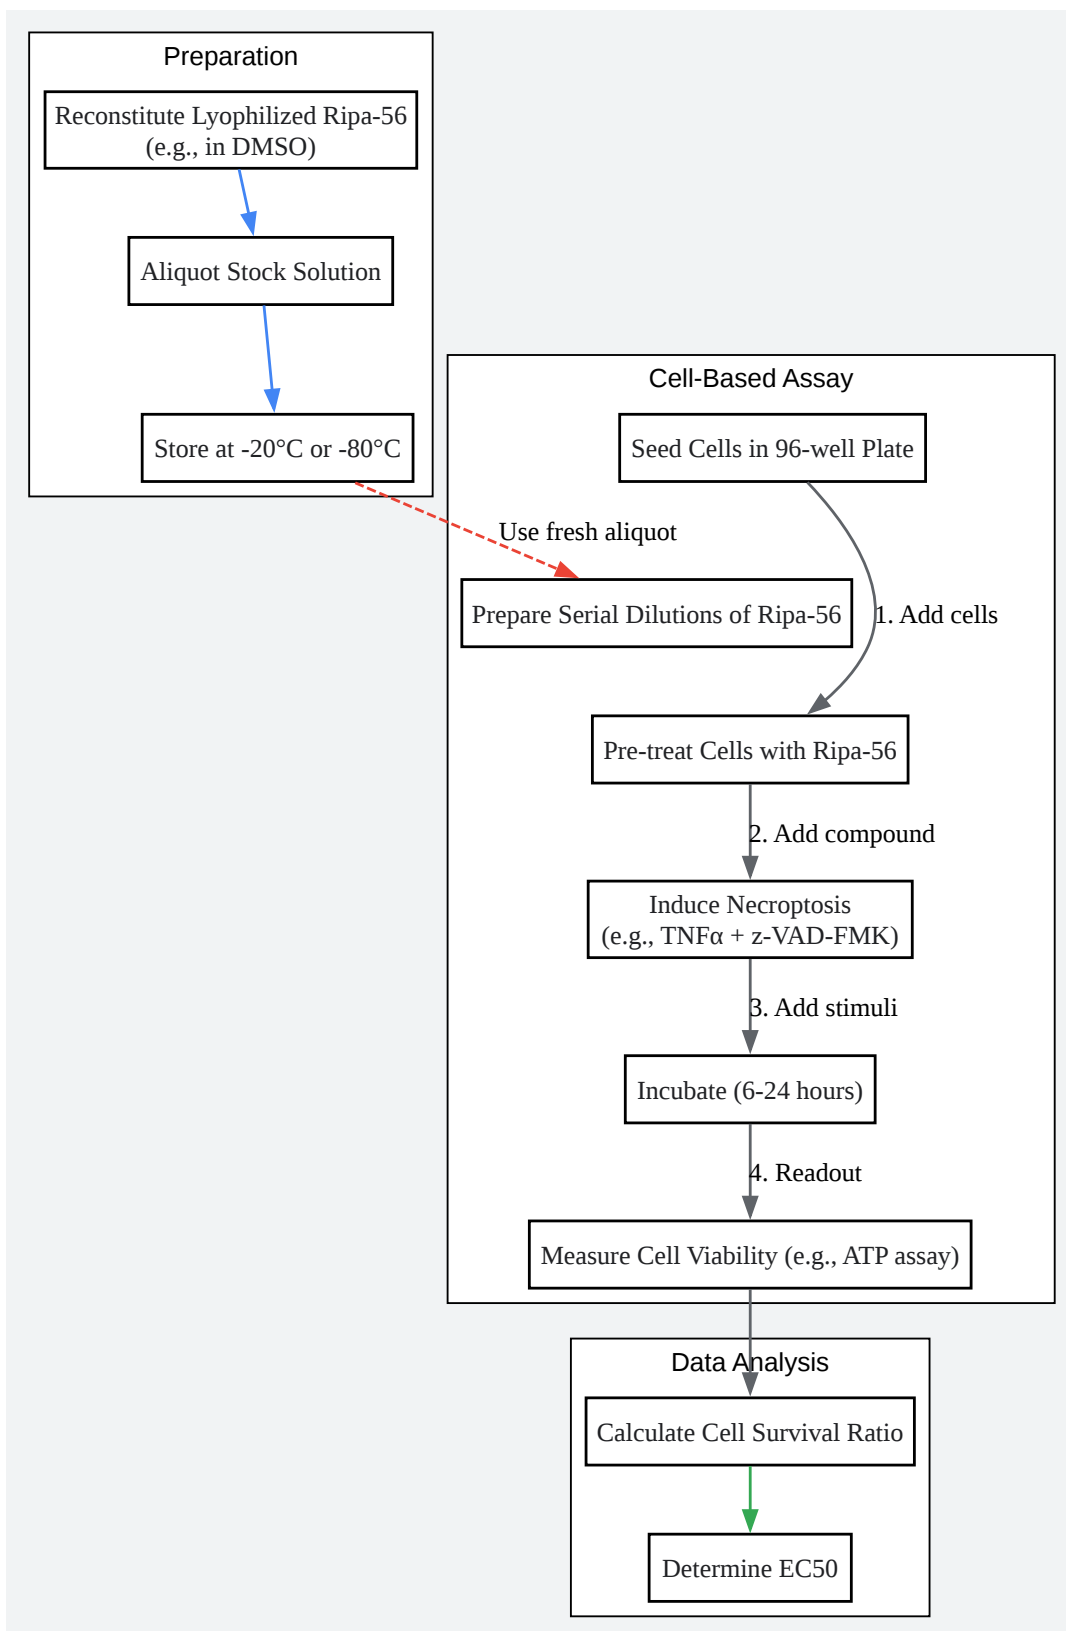 Preparation
Reconstitute Lyophilized Ripa-56
(e.g., in DMSO)
Aliquot Stock Solution
Store at -20°C or -80°C
Cell-Based Assay
Seed Cells in 96-well Plate
Use fresh aliquot
Prepare Serial Dilutions of Ripa-56
1. Add cells
Pre-treat Cells with Ripa-56
2. Add compound
Induce Necroptosis
(e.g., TNFα + z-VAD-FMK)
3. Add stimuli
Incubate (6-24 hours)
4. Readout
Measure Cell Viability (e.g., ATP assay)
Data Analysis
Calculate Cell Survival Ratio
Determine EC50